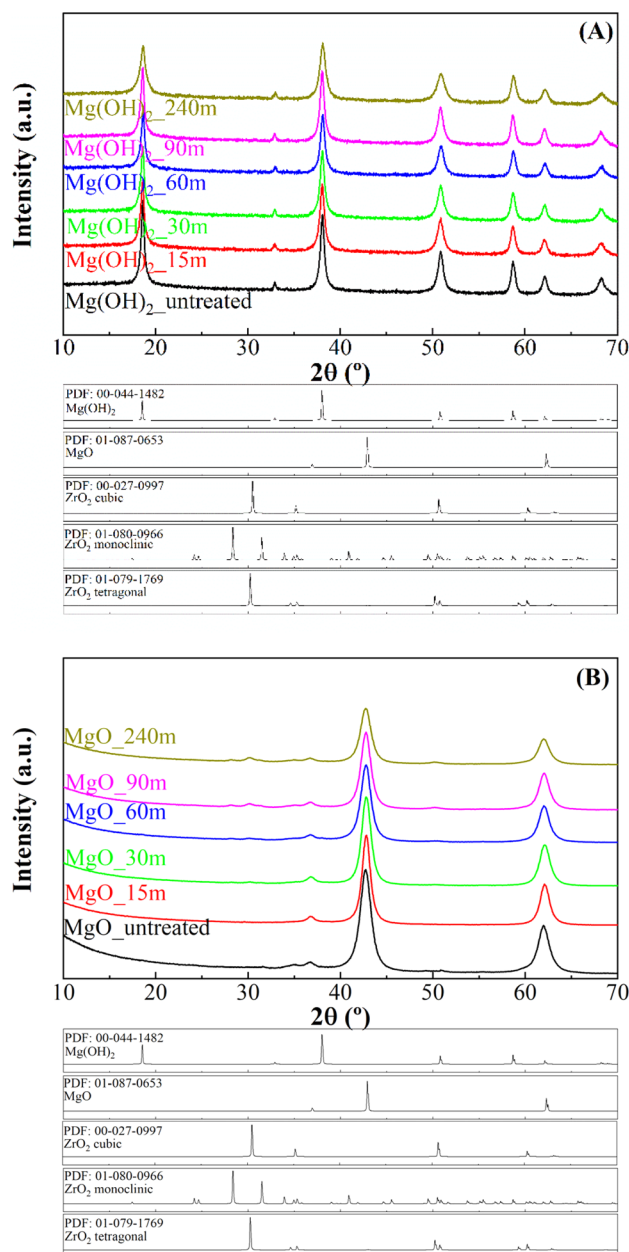 (A)
Intensity (a.u.)
Mg(OH)₂_240m
Mg(OH)₂_90m
Mg(OH)₂_60m
Mg(OH)₂_30m
Mg(OH)₂_15m
Mg(OH)₂_untreated
10 20 30 40 50 60 70
2θ (º)
PDF: 00-044-1482
Mg(OH)₂
PDF: 01-087-0653
MgO
PDF: 00-027-0997
ZrO₂ cubic
PDF: 01-080-0966
ZrO₂ monoclinic
PDF: 01-079-1769
ZrO₂ tetragonal
(B)
Intensity (a.u.)
MgO_240m
MgO_90m
MgO_60m
MgO_30m
MgO_15m
MgO_untreated
10 20 30 40 50 60 70
2θ (º)
PDF: 00-044-1482
Mg(OH)₂
PDF: 01-087-0653
MgO
PDF: 00-027-0997
ZrO₂ cubic
PDF: 01-080-0966
ZrO₂ monoclinic
PDF: 01-079-1769
ZrO₂ tetragonal